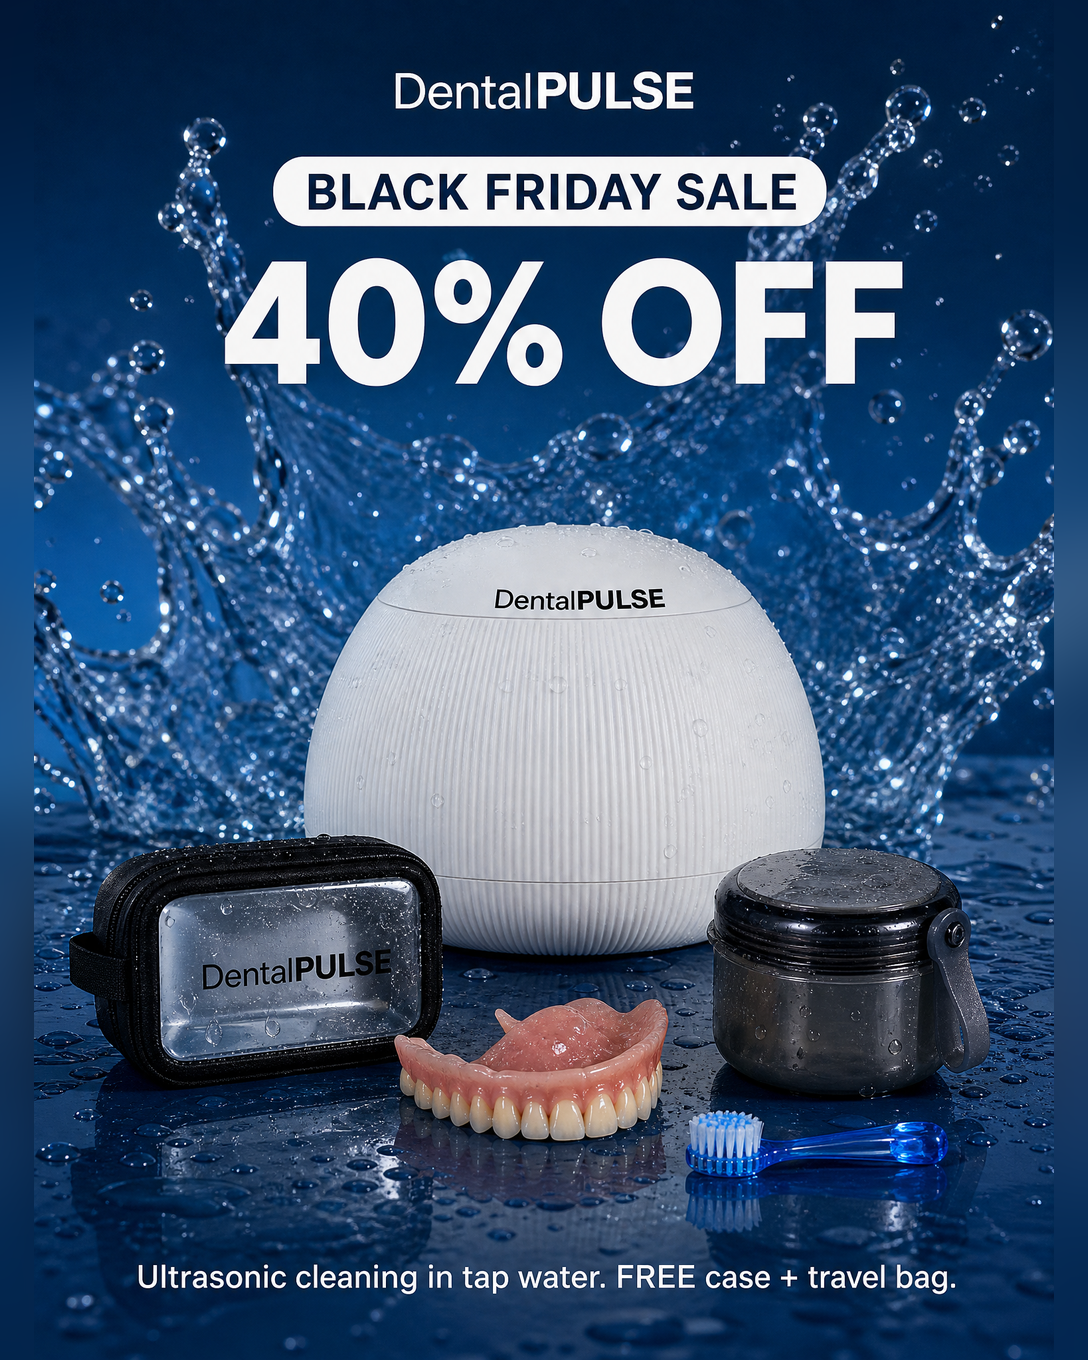 DentalPULSE
BLACK FRIDAY SALE
40% OFF
DentalPULSE
DentalPULSE
Ultrasonic cleaning in tap water. FREE case + travel bag.